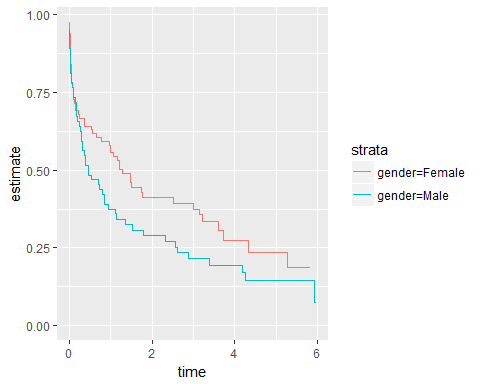 1.00
0.75
0.50
0.25
0.00
estimate
0 2 4 6
time
strata
gender=Female
gender=Male